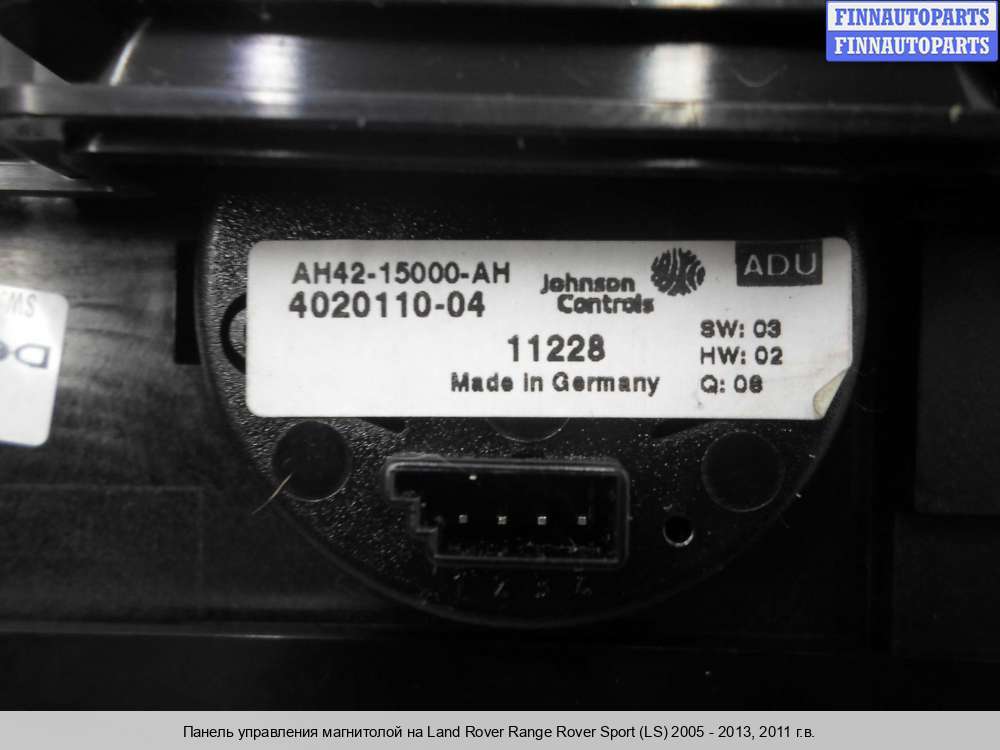 FINNAUTOPARTS
FINNAUTOPARTS
AH42-15000-AH
4020110-04
Johnson
Controls
ADU
11228
Made in Germany
SW: 03
HW: 02
Q: 08
Панель управления магнитолой на Land Rover Range Rover Sport (LS) 2005 - 2013, 2011 г.в.